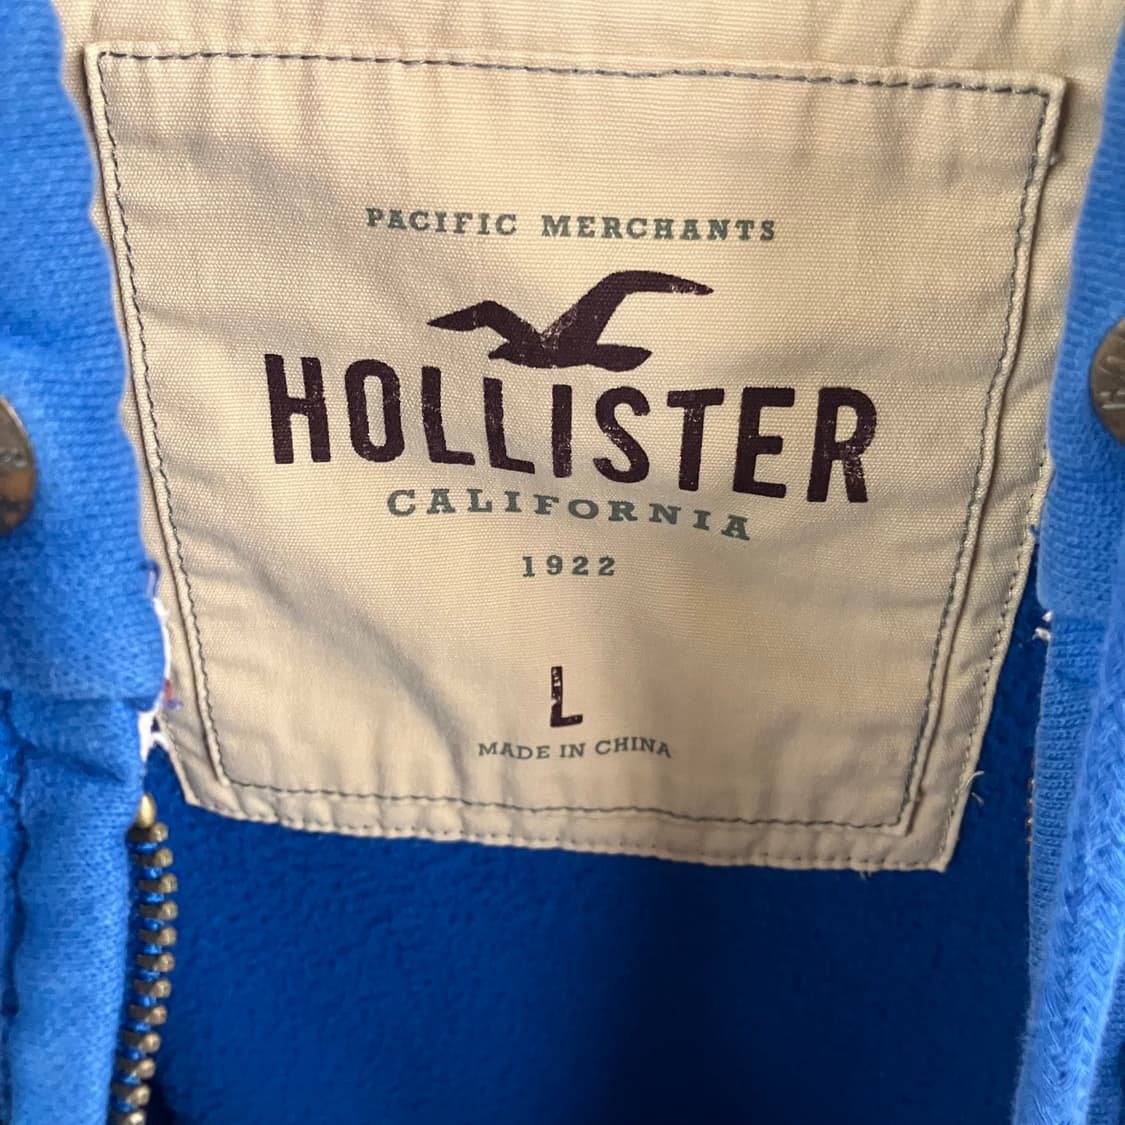 PACIFIC MERCHANTS
HOLLISTER
CALIFORNIA
1922
L
MADE IN CHINA